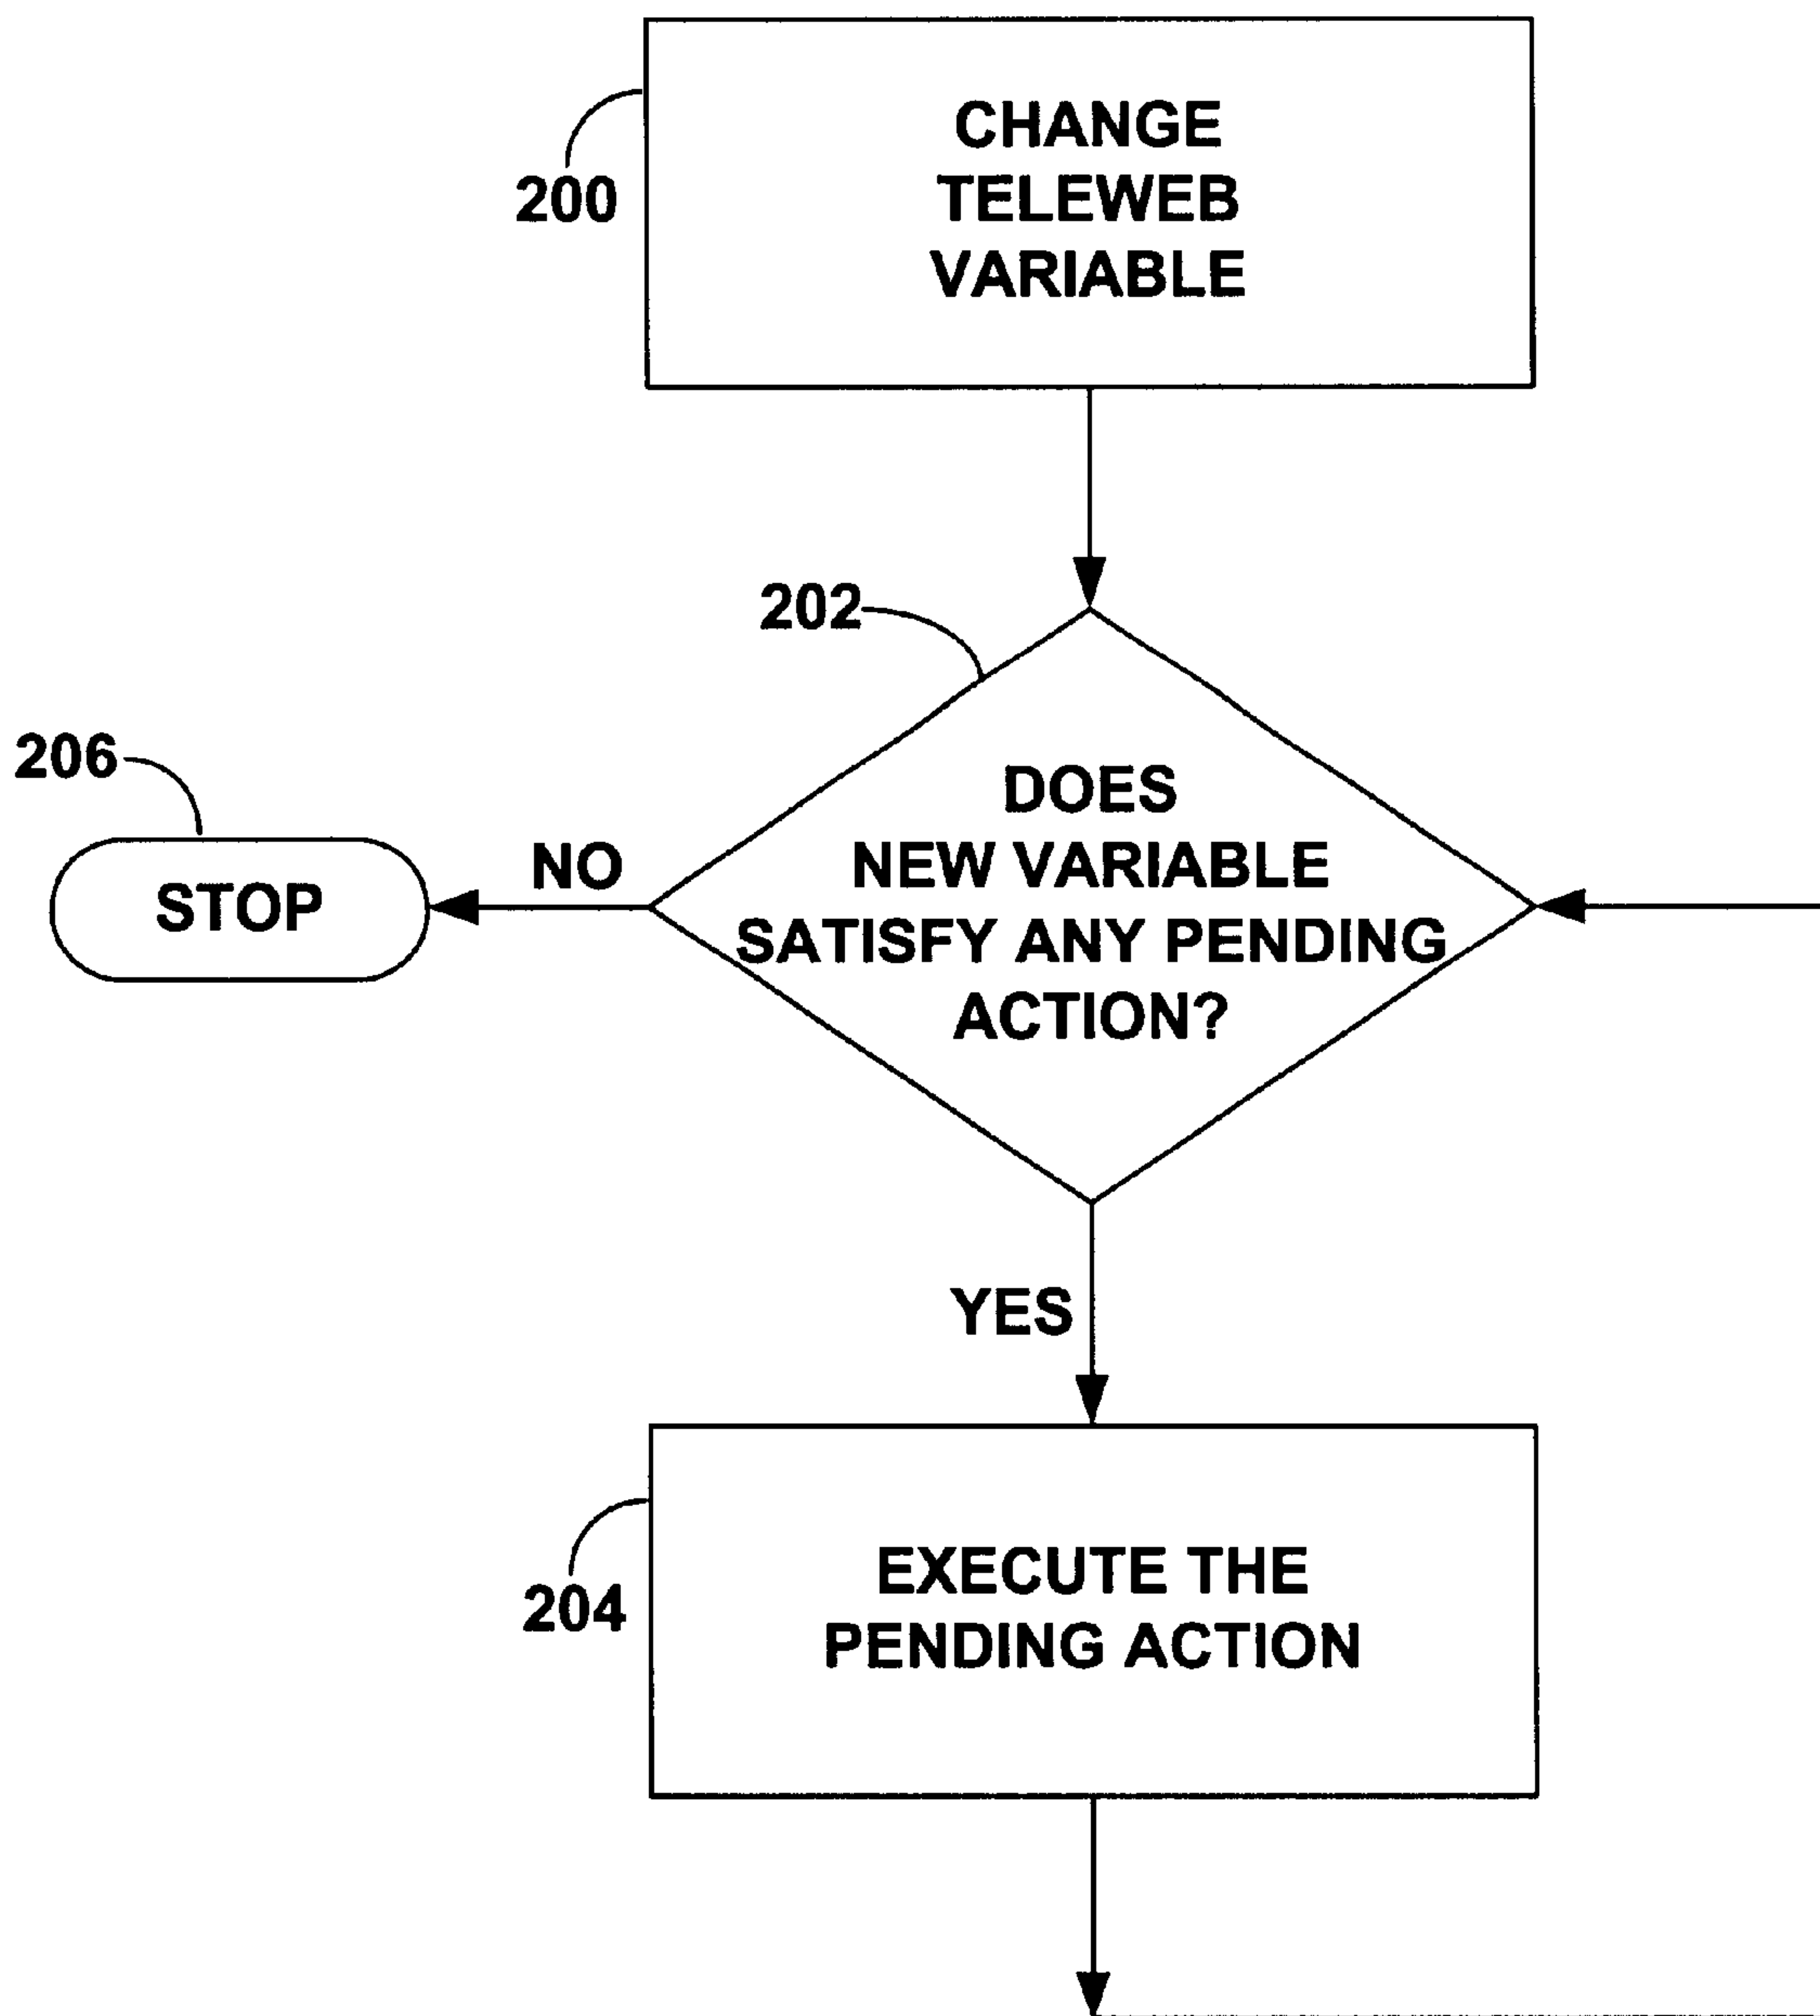 CHANGE
TELEWEB
VARIABLE
200
202
206
DOES
NEW VARIABLE
SATISFY ANY PENDING
ACTION?
NO
STOP
YES
EXECUTE THE
PENDING ACTION
204